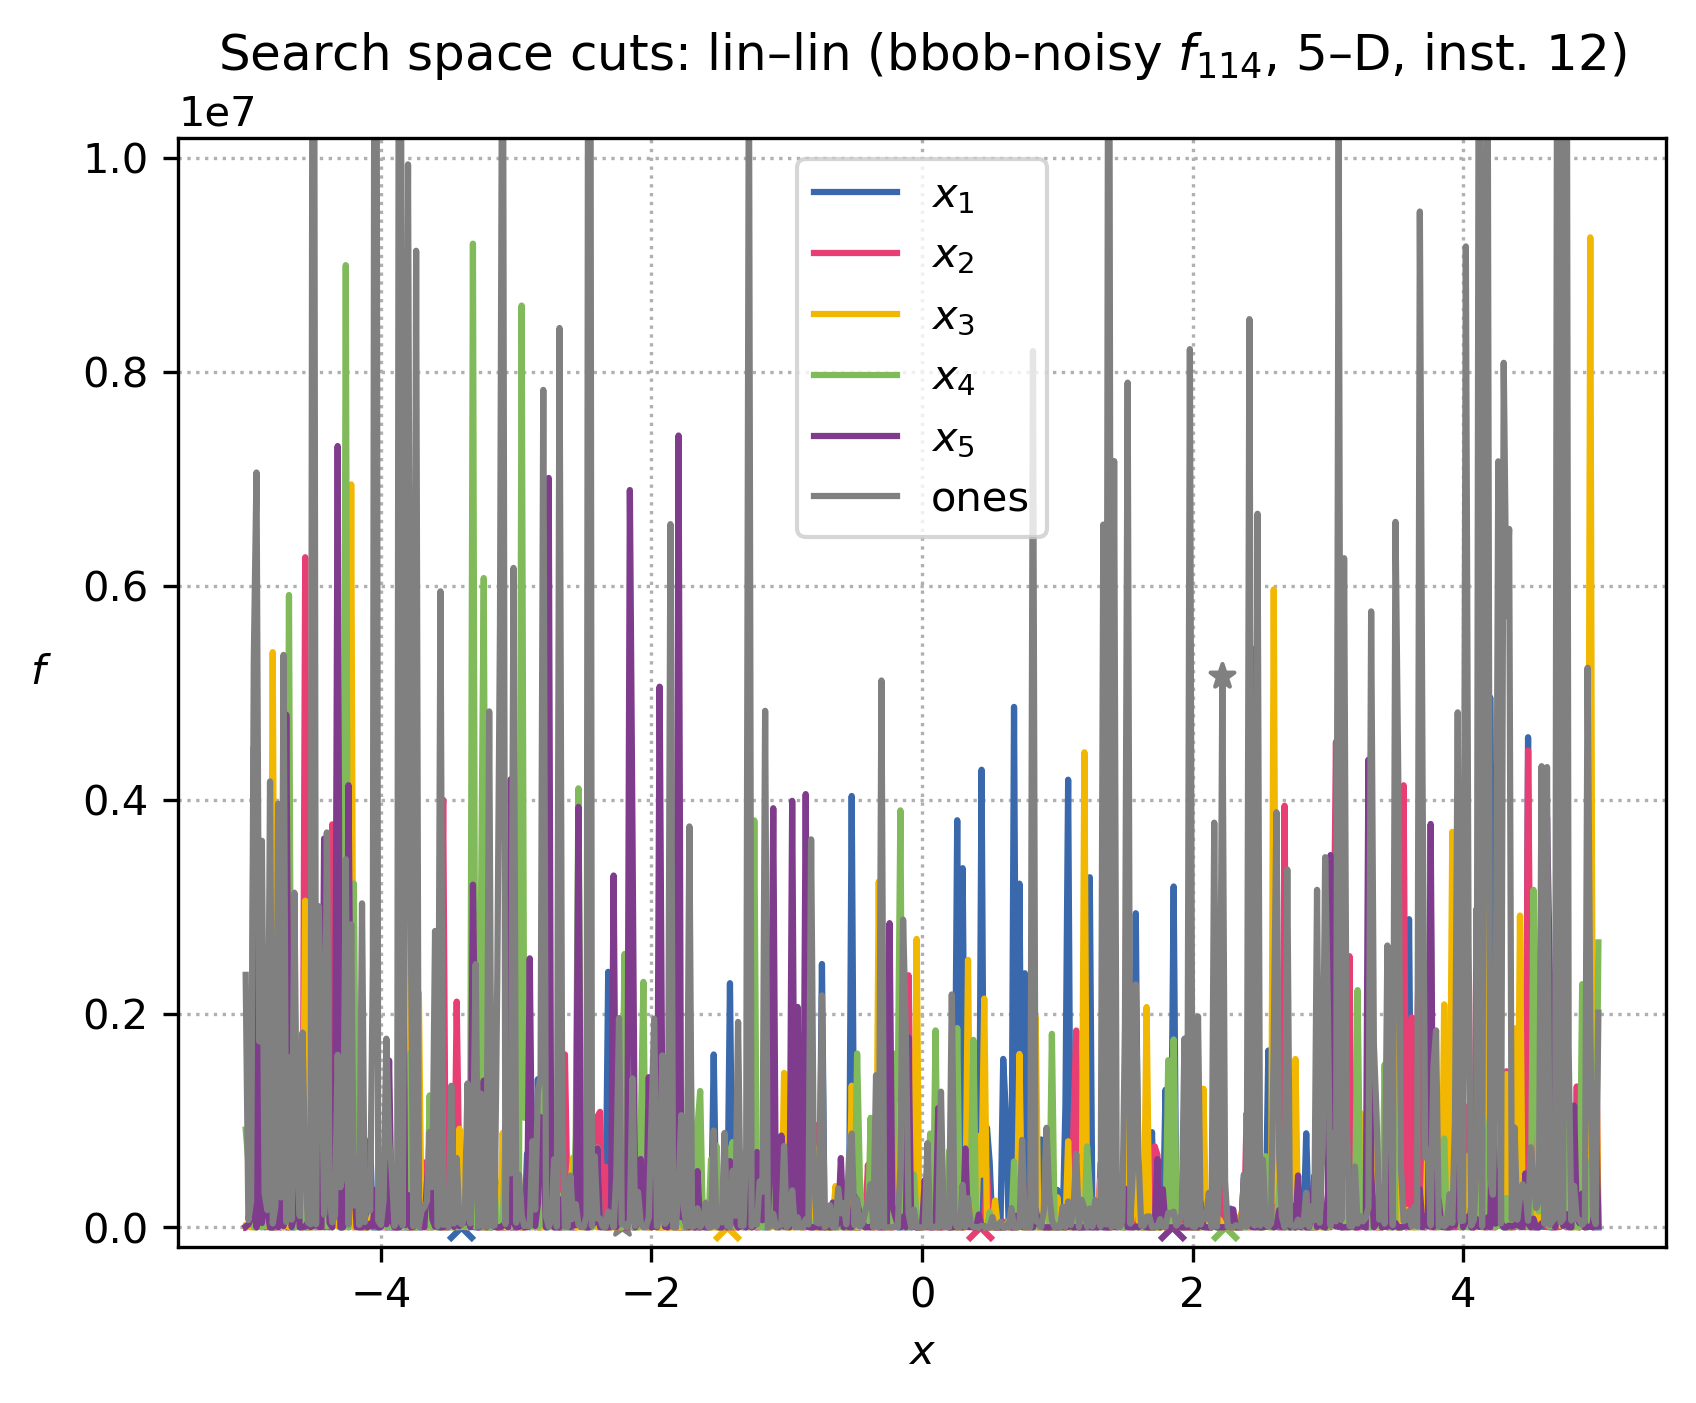 Search space cuts: lin–lin (bbob-noisy f₁₁₄, 5–D, inst. 12)
1e7
1.0
0.8
0.6
0.4
0.2
0.0
f
x₁
x₂
x₃
x₄
x₅
ones
−4 −2 0 2 4
x